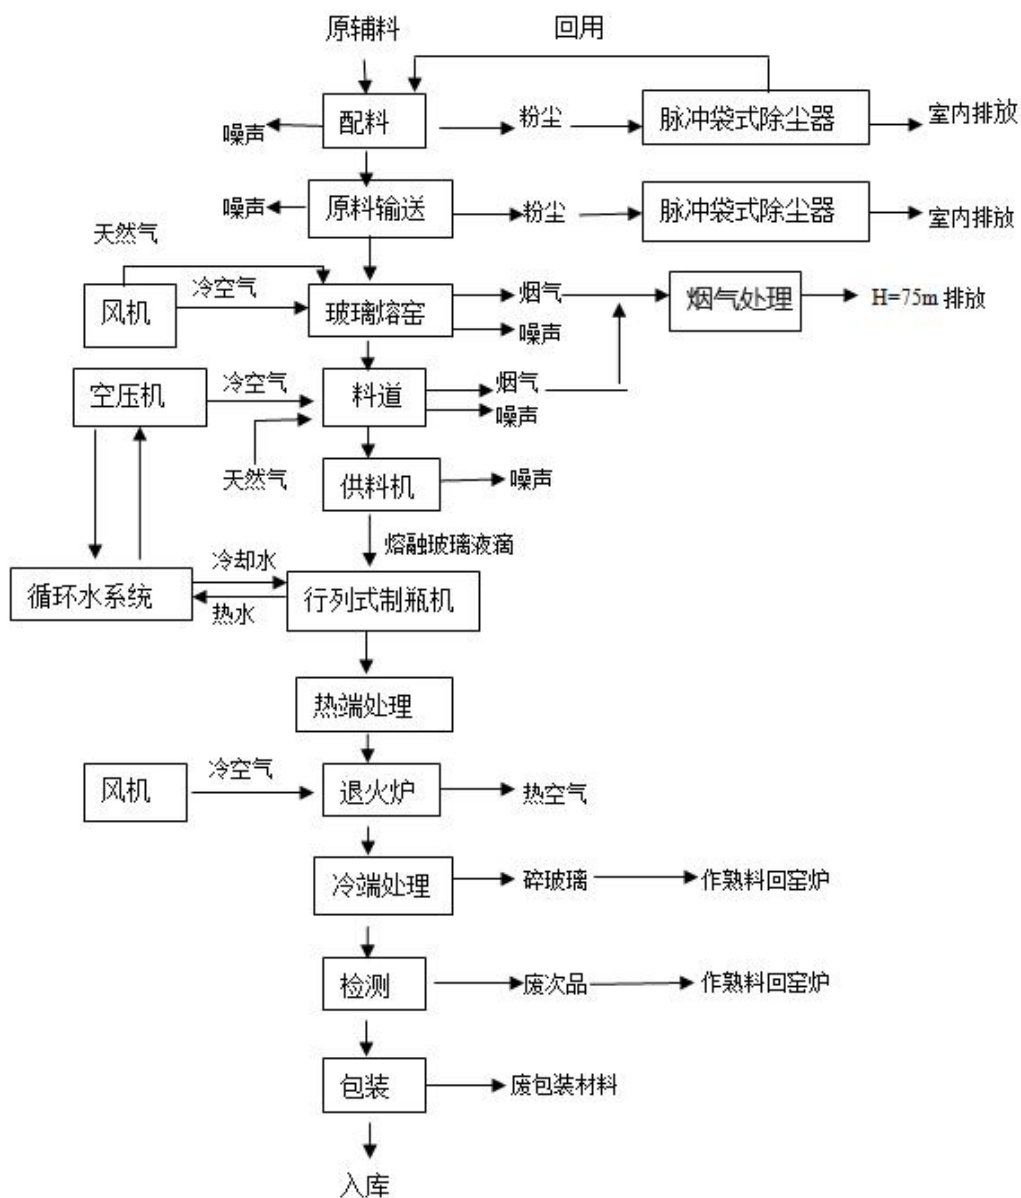 原辅料
回用
噪声
配料
粉尘
脉冲袋式除尘器
室内排放
噪声
原料输送
粉尘
脉冲袋式除尘器
室内排放
天然气
风机
冷空气
玻璃熔窑
烟气
噪声
烟气处理
H=75m 排放
空压机
冷空气
料道
烟气
噪声
天然气
供料机
噪声
熔融玻璃液滴
循环水系统
冷却水
热水
行列式制瓶机
热端处理
风机
冷空气
退火炉
热空气
冷端处理
碎玻璃
作熟料回窑炉
检测
废次品
作熟料回窑炉
包装
废包装材料
入库